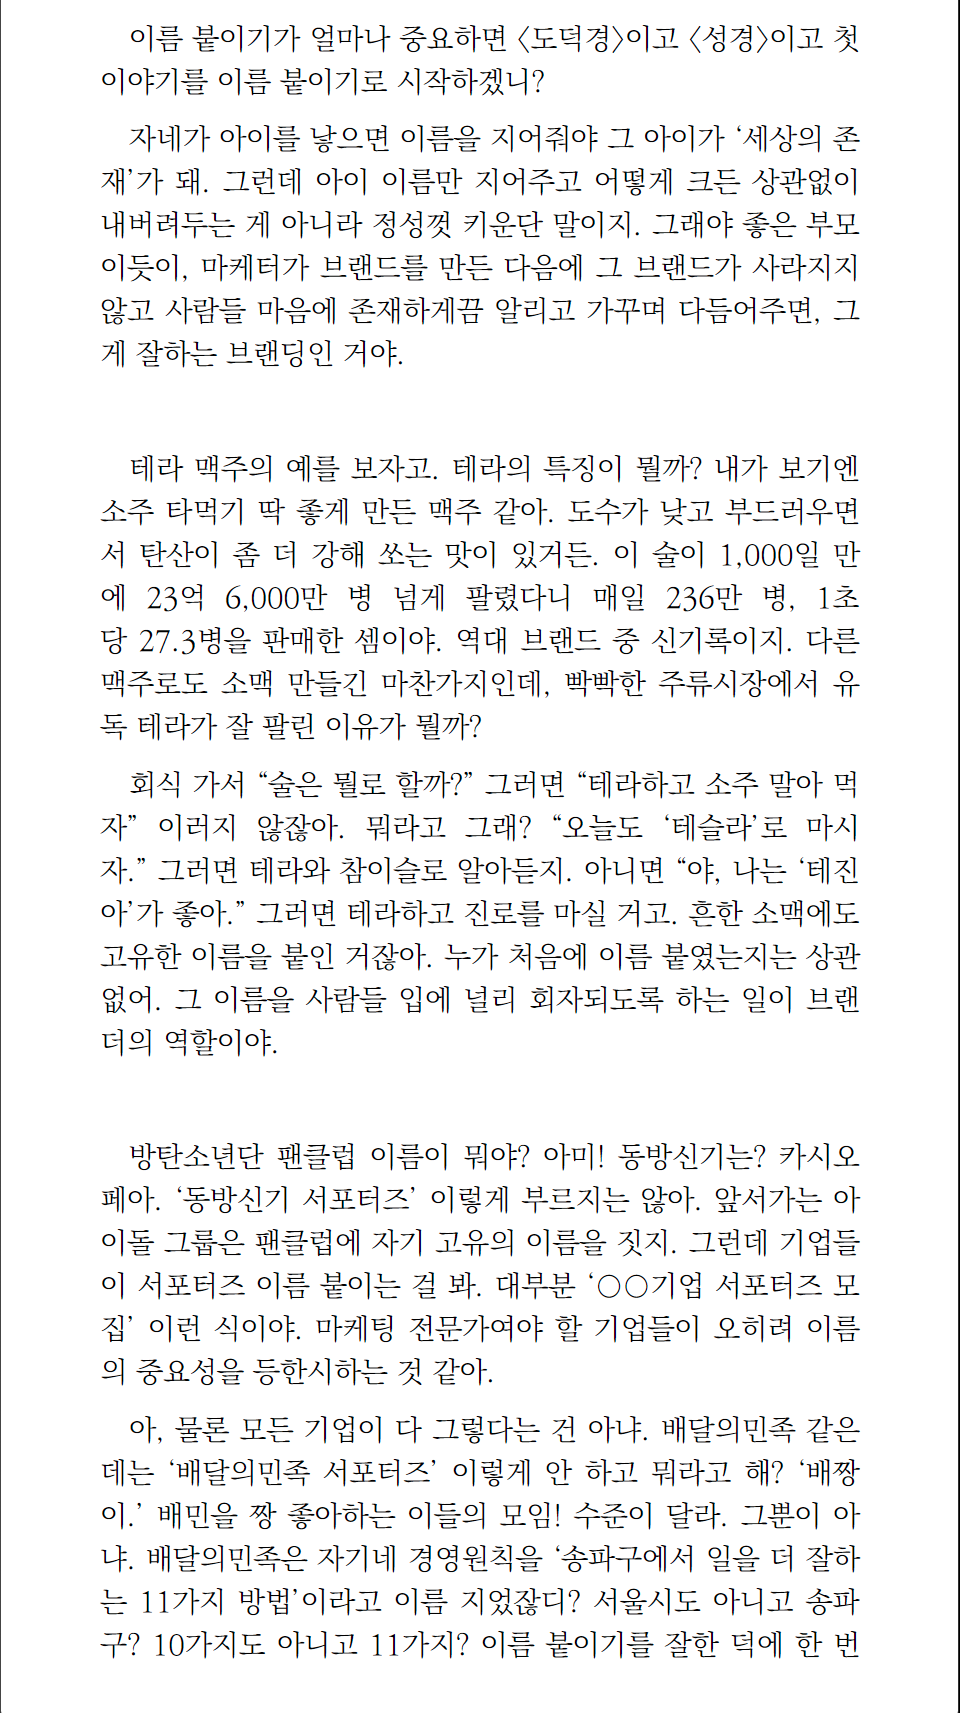 이름 붙이기가 얼마나 중요하면 〈도덕경〉이고 〈성경〉이고 첫
이야기를 이름 붙이기로 시작하겠니?
자네가 아이를 낳으면 이름을 지어줘야 그 아이가 ‘세상의 존
재’가 돼. 그런데 아이 이름만 지어주고 어떻게 크든 상관없이
내버려두는 게 아니라 정성껏 키운단 말이지. 그래야 좋은 부모
이듯이, 마케터가 브랜드를 만든 다음에 그 브랜드가 사라지지
않고 사람들 마음에 존재하게끔 알리고 가꾸며 다듬어주면, 그
게 잘하는 브랜딩인 거야.
테라 맥주의 예를 보자고. 테라의 특징이 뭘까? 내가 보기엔
소주 타먹기 딱 좋게 만든 맥주 같아. 도수가 낮고 부드러우면
서 탄산이 좀 더 강해 쏘는 맛이 있거든. 이 술이 1,000일 만
에 23억 6,000만 병 넘게 팔렸다니 매일 236만 병, 1초
당 27.3병을 판매한 셈이야. 역대 브랜드 중 신기록이지. 다른
맥주로도 소맥 만들긴 마찬가지인데, 빡빡한 주류시장에서 유
독 테라가 잘 팔린 이유가 뭘까?
회식 가서 “술은 뭘로 할까?” 그러면 “테라하고 소주 말아 먹
자” 이러지 않잖아. 뭐라고 그래? “오늘도 ‘테슬라’로 마시
자.” 그러면 테라와 참이슬로 알아듣지. 아니면 “야, 나는 ‘테진
아’가 좋아.” 그러면 테라하고 진로를 마실 거고. 흔한 소맥에도
고유한 이름을 붙인 거잖아. 누가 처음에 이름 붙였는지는 상관
없어. 그 이름을 사람들 입에 널리 회자되도록 하는 일이 브랜
더의 역할이야.
방탄소년단 팬클럽 이름이 뭐야? 아미! 동방신기는? 카시오
페아. ‘동방신기 서포터즈’ 이렇게 부르지는 않아. 앞서가는 아
이돌 그룹은 팬클럽에 자기 고유의 이름을 짓지. 그런데 기업들
이 서포터즈 이름 붙이는 걸 봐. 대부분 ‘○○기업 서포터즈 모
집’ 이런 식이야. 마케팅 전문가여야 할 기업들이 오히려 이름
의 중요성을 등한시하는 것 같아.
아, 물론 모든 기업이 다 그렇다는 건 아냐. 배달의민족 같은
데는 ‘배달의민족 서포터즈’ 이렇게 안 하고 뭐라고 해? ‘배짱
이.’ 배민을 짱 좋아하는 이들의 모임! 수준이 달라. 그뿐이 아
냐. 배달의민족은 자기네 경영원칙을 ‘송파구에서 일을 더 잘하
는 11가지 방법’이라고 이름 지었잖디? 서울시도 아니고 송파
구? 10가지도 아니고 11가지? 이름 붙이기를 잘한 덕에 한 번